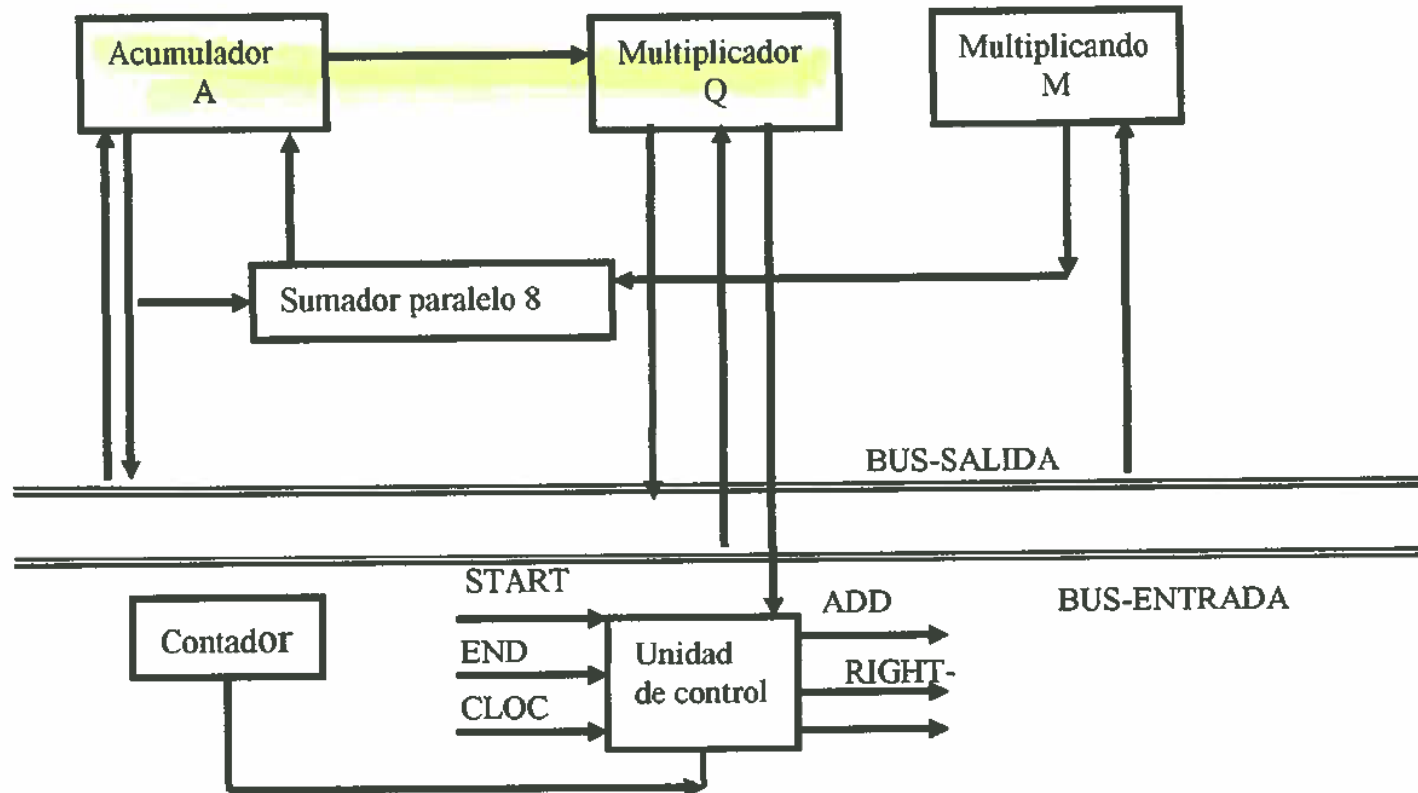 Acumulador
A
Multiplicador
Q
Multiplicando
M
Sumador paralelo 8
BUS-SALIDA
BUS-ENTRADA
START
END
CLOC
Contador
Unidad
de control
ADD
RIGHT-